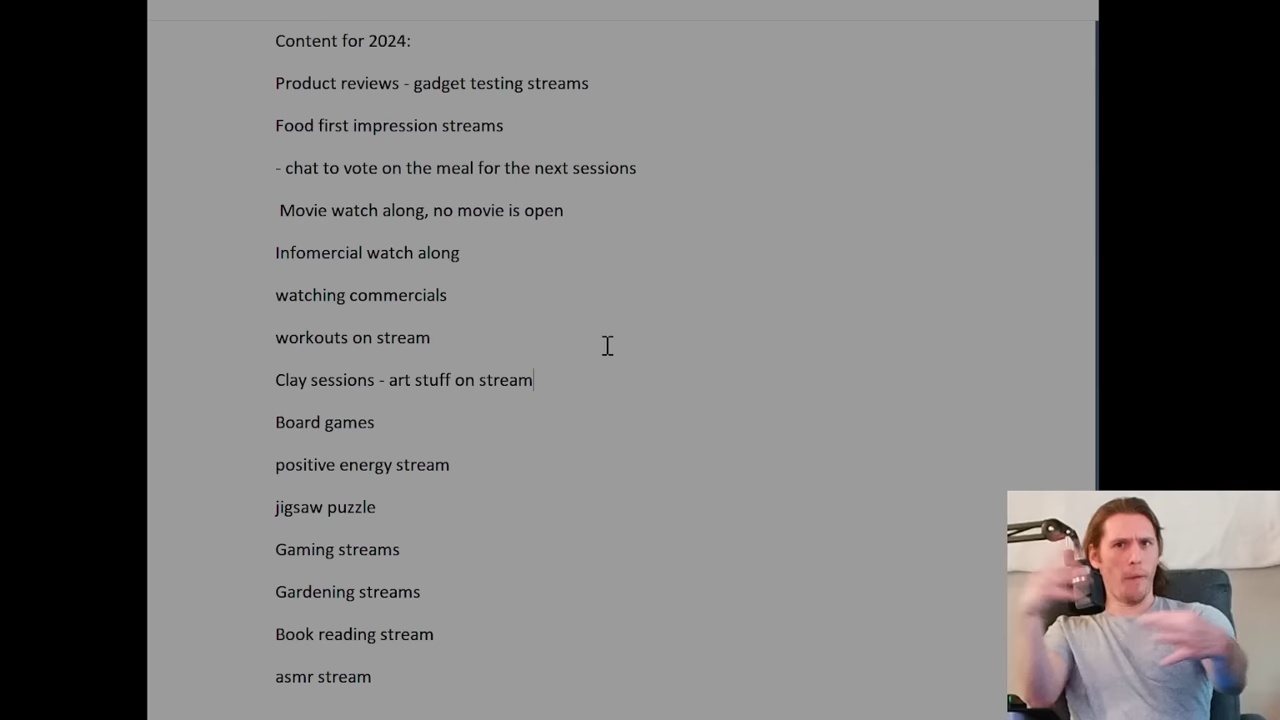 Content for 2024:
Product reviews - gadget testing streams
Food first impression streams
- chat to vote on the meal for the next sessions
Movie watch along, no movie is open
Infomercial watch along
watching commercials
workouts on stream
Clay sessions - art stuff on stream
Board games
positive energy stream
jigsaw puzzle
Gaming streams
Gardening streams
Book reading stream
asmr stream